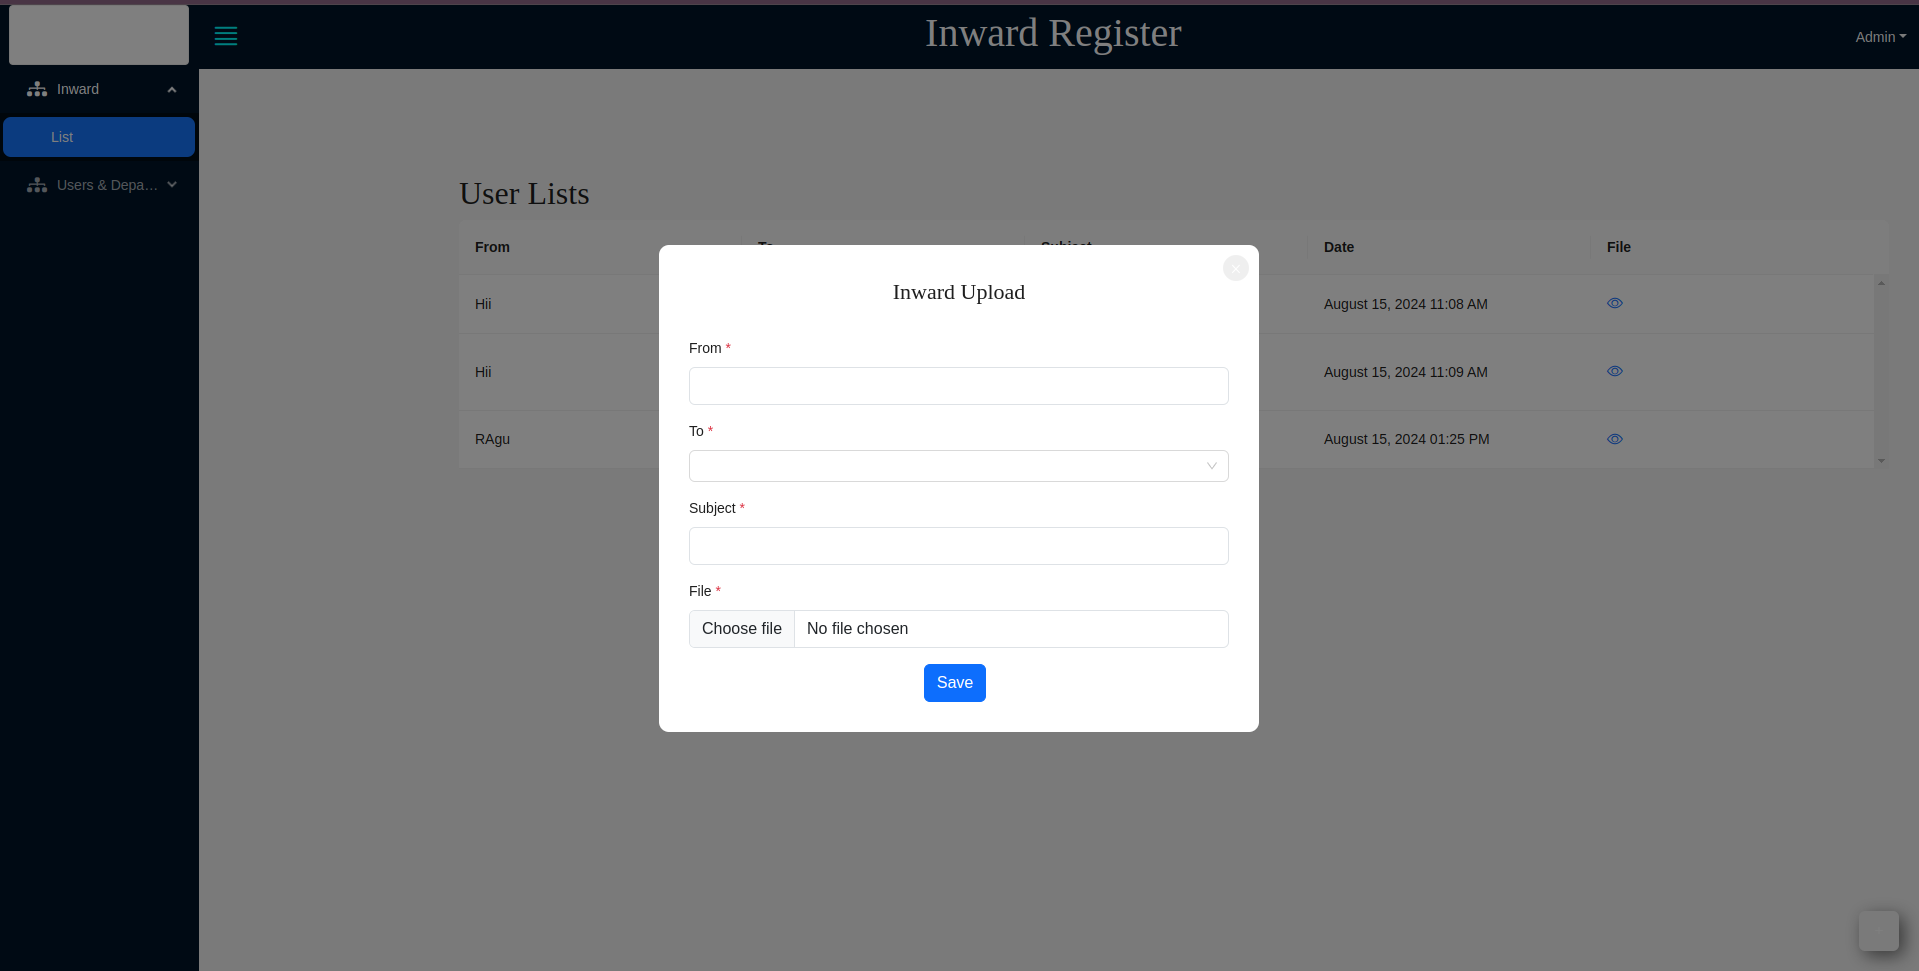 Inward Register
Admin
Inward
List
Users & Depa...
User Lists
From
Date
File
Hii
August 15, 2024 11:08 AM
Hii
August 15, 2024 11:09 AM
RAgu
August 15, 2024 01:25 PM
Inward Upload
From *
To *
Subject *
File *
Choose file
No file chosen
Save